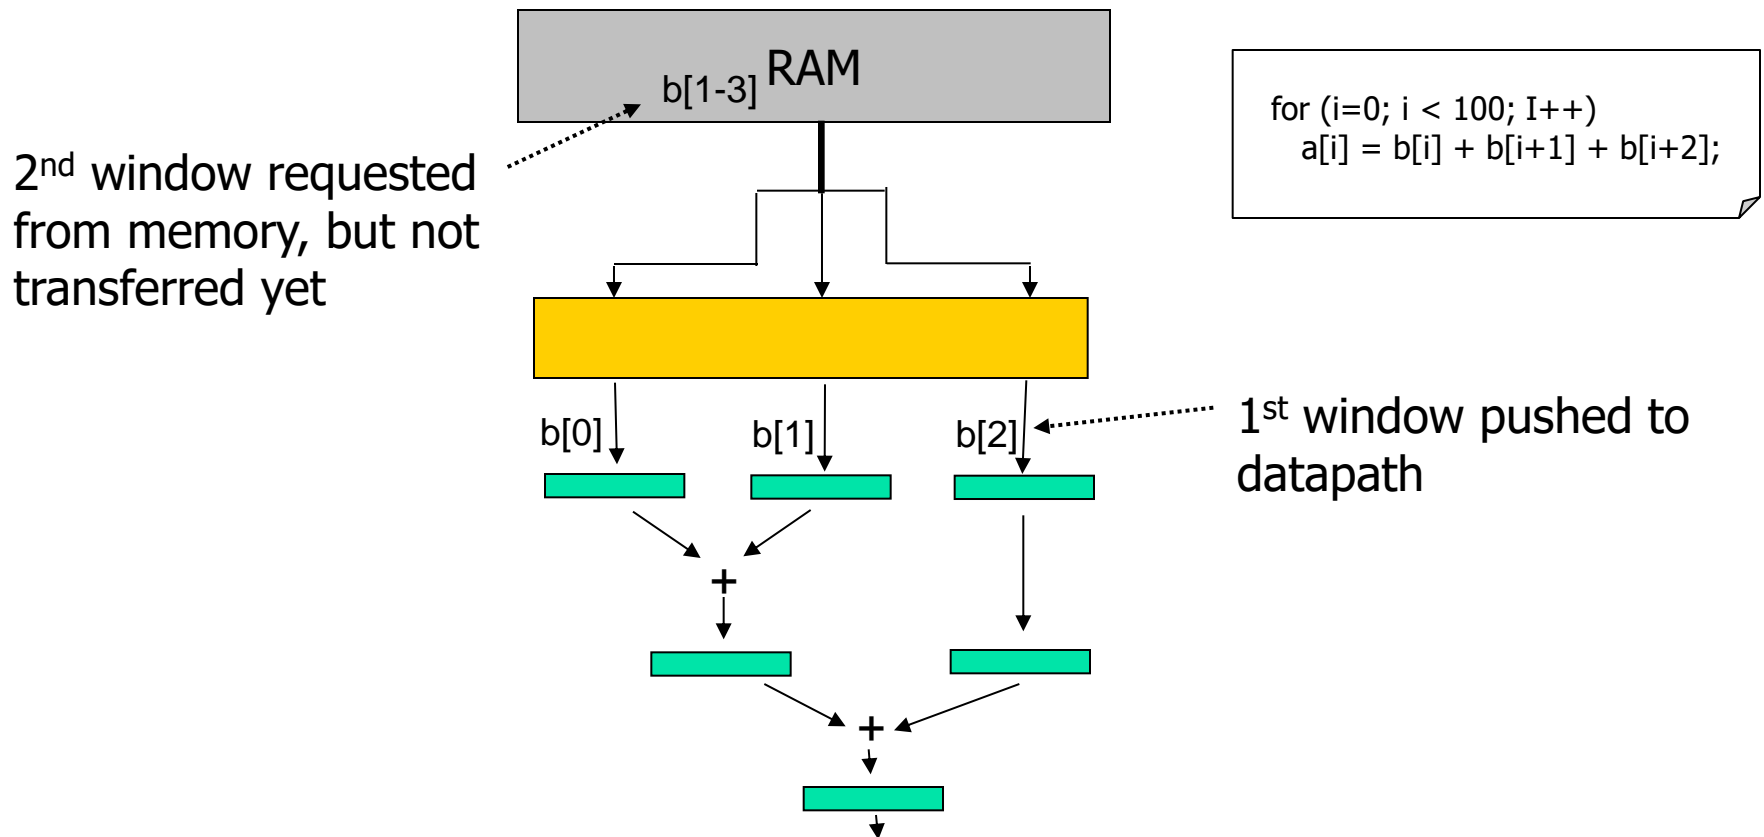 RAM
b[1-3]
for (i=0; i < 100; I++)
a[i] = b[i] + b[i+1] + b[i+2];
2nd window requested
from memory, but not
transferred yet
b[0]
b[1]
b[2]
1st window pushed to
datapath
+
+